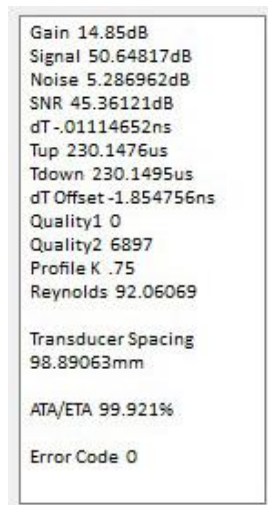 Gain 14.85dB
Signal 50.64817dB
Noise 5.286962dB
SNR 45.36121dB
dT -.01114652ns
Tup 230.1476us
Tdown 230.1495us
dT Offset -1.854756ns
Quality1 0
Quality2 6897
Profile K .75
Reynolds 92.06069
Transducer Spacing
98.89063mm
ATA/ETA 99.921%
Error Code 0